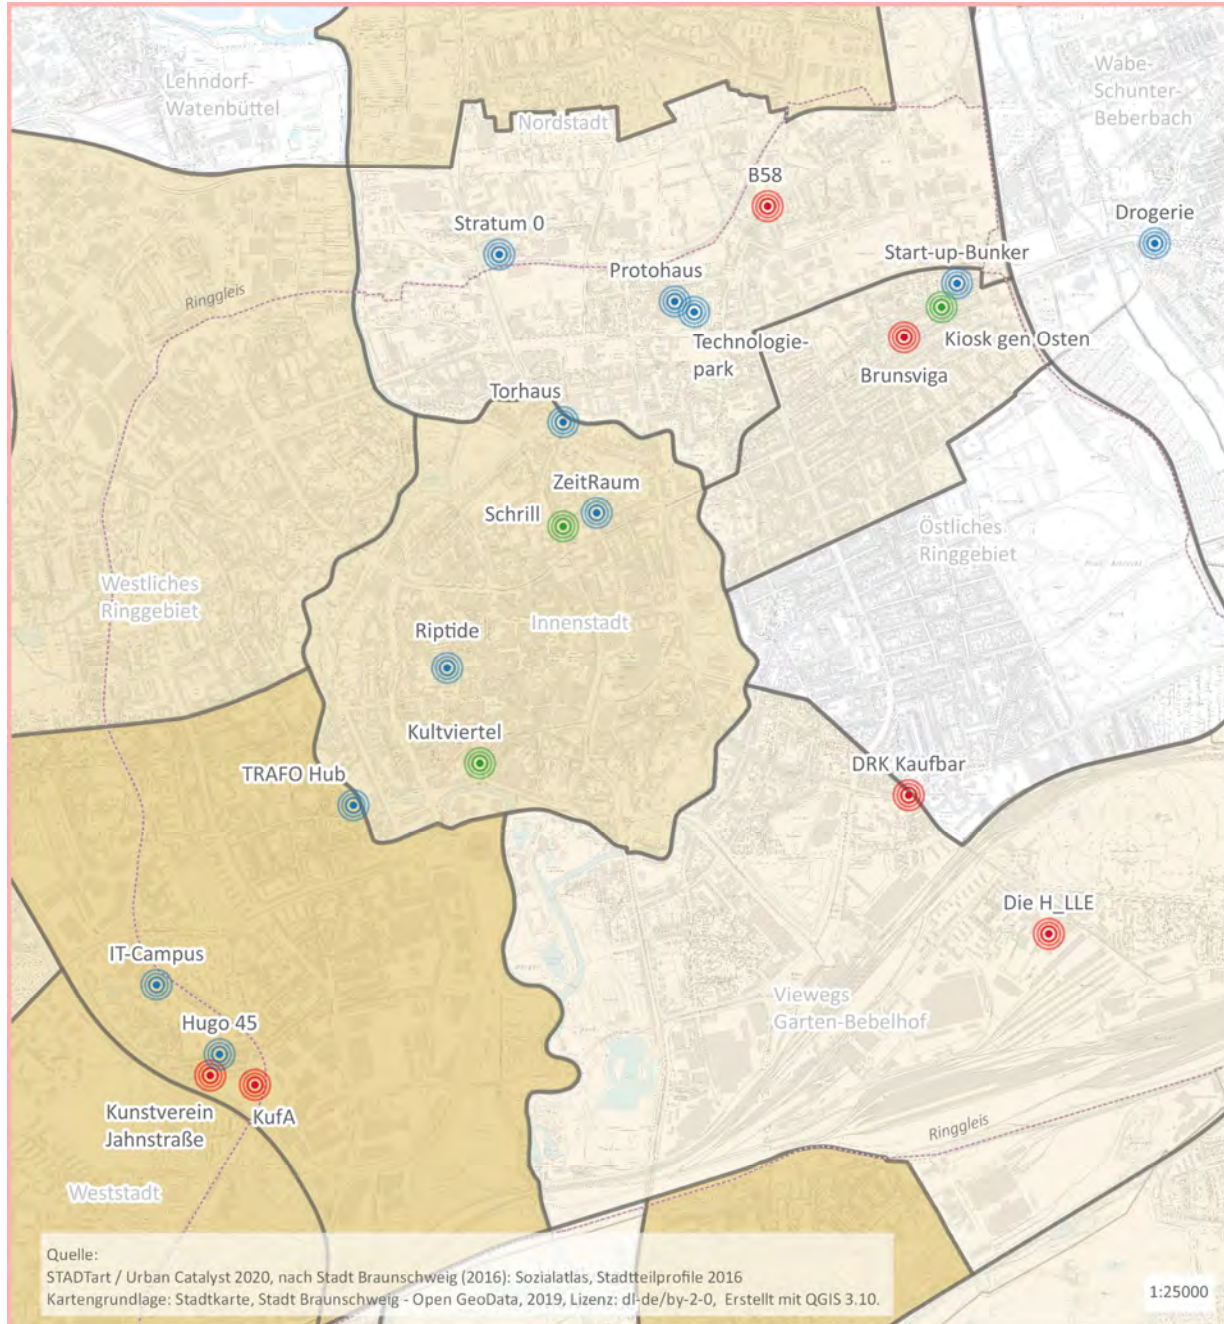 Lehndorf-
Watenbüttel
Wabe-
Schunter-
Beberbach
Nordstadt
B58
Stratum 0
Drogerie
Start-up-Bunker
Protohaus
Ringgleis
Technologie-
park
Kiosk gen Osten
Brunsviga
Torhaus
ZeitRaum
Schrill
Östliches
Ringgebiet
Westliches
Ringgebiet
Innenstadt
Riptide
Kultviertel
TRAFO Hub
DRK Kaufbar
Die H_LLE
IT-Campus
Viewegs
Garten-Bebelhof
Hugo 45
Kunstverein
Jahnstraße
KufA
Ringgleis
Weststadt
Quelle:
STADTart / Urban Catalyst 2020, nach Stadt Braunschweig (2016): Sozialatlas, Stadtteilprofile 2016
Kartengrundlage: Stadtkarte, Stadt Braunschweig - Open GeoData, 2019, Lizenz: dl-de/by-2-0, Erstellt mit QGIS 3.10.
1:25000